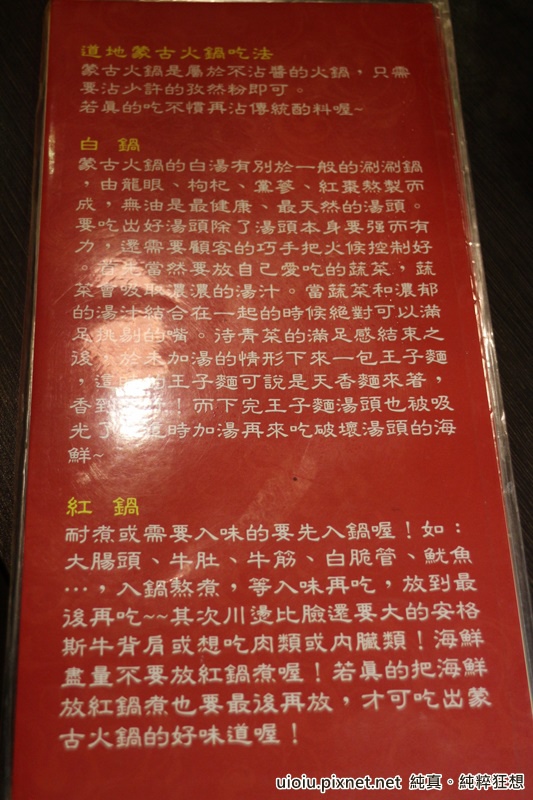 道地蒙古火鍋吃法
蒙古火鍋是屬於不沾醬的火鍋，只需
要沾少許的孜然粉即可。
若真的吃不慣再沾傳統酌料喔~
白 鍋
蒙古火鍋的白湯有別於一般的涮涮鍋
，由龍眼、枸杞、黨蔘、紅棗熬製而
成，無油是最健康、最天然的湯頭。
要吃出好湯頭除了湯頭本身要強而有
力，還需要顧客的巧手把火候控制好
。首先當然要放自己愛吃的蔬菜，蔬
菜會吸取濃濃的湯汁。當蔬菜和濃郁
的湯汁結合在一起的時候絕對可以滿
足挑剔的嘴。待青菜的滿足感結束之
後，於未加湯的情形下來一包王子麵
，這 的王子麵可說是天香麵來著，
香到 ！而下完王子麵湯頭也被吸
光了 這時加湯再來吃破壞湯頭的海
鮮~
紅 鍋
耐煮或需要入味的要先入鍋喔！如：
大腸頭、牛肚、牛筋、白脆管、魷魚
…，入鍋熬煮，等入味再吃，放到最
後再吃~~其次川燙比臉還要大的安格
斯牛背肩或想吃肉類或內臟類！海鮮
盡量不要放紅鍋煮喔！若真的把海鮮
放紅鍋煮也要最後再放，才可吃出蒙
古火鍋的好味道喔！
uioiu.pixnet.net 純真。純粹狂想